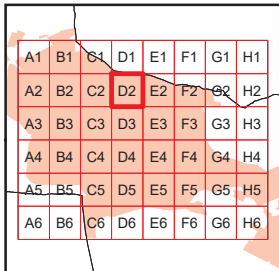 A1 B1 C1 D1 E1 F1 G1 H1
A2 B2 C2 D2 E2 F2 G2 H2
A3 B3 C3 D3 E3 F3 G3 H3
A4 B4 C4 D4 E4 F4 G4 H4
A5 B5 C5 D5 E5 F5 G5 H5
A6 B6 C6 D6 E6 F6 G6 H6